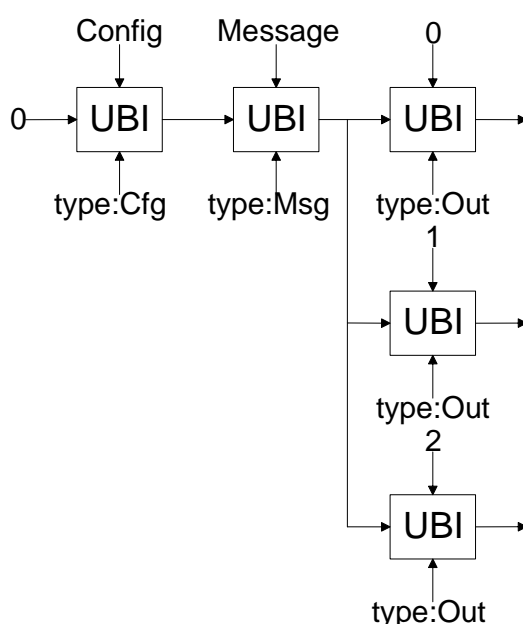 Config Message 0
0 UBI UBI UBI
type:Cfg type:Msg type:Out
1
UBI
type:Out
2
UBI
type:Out